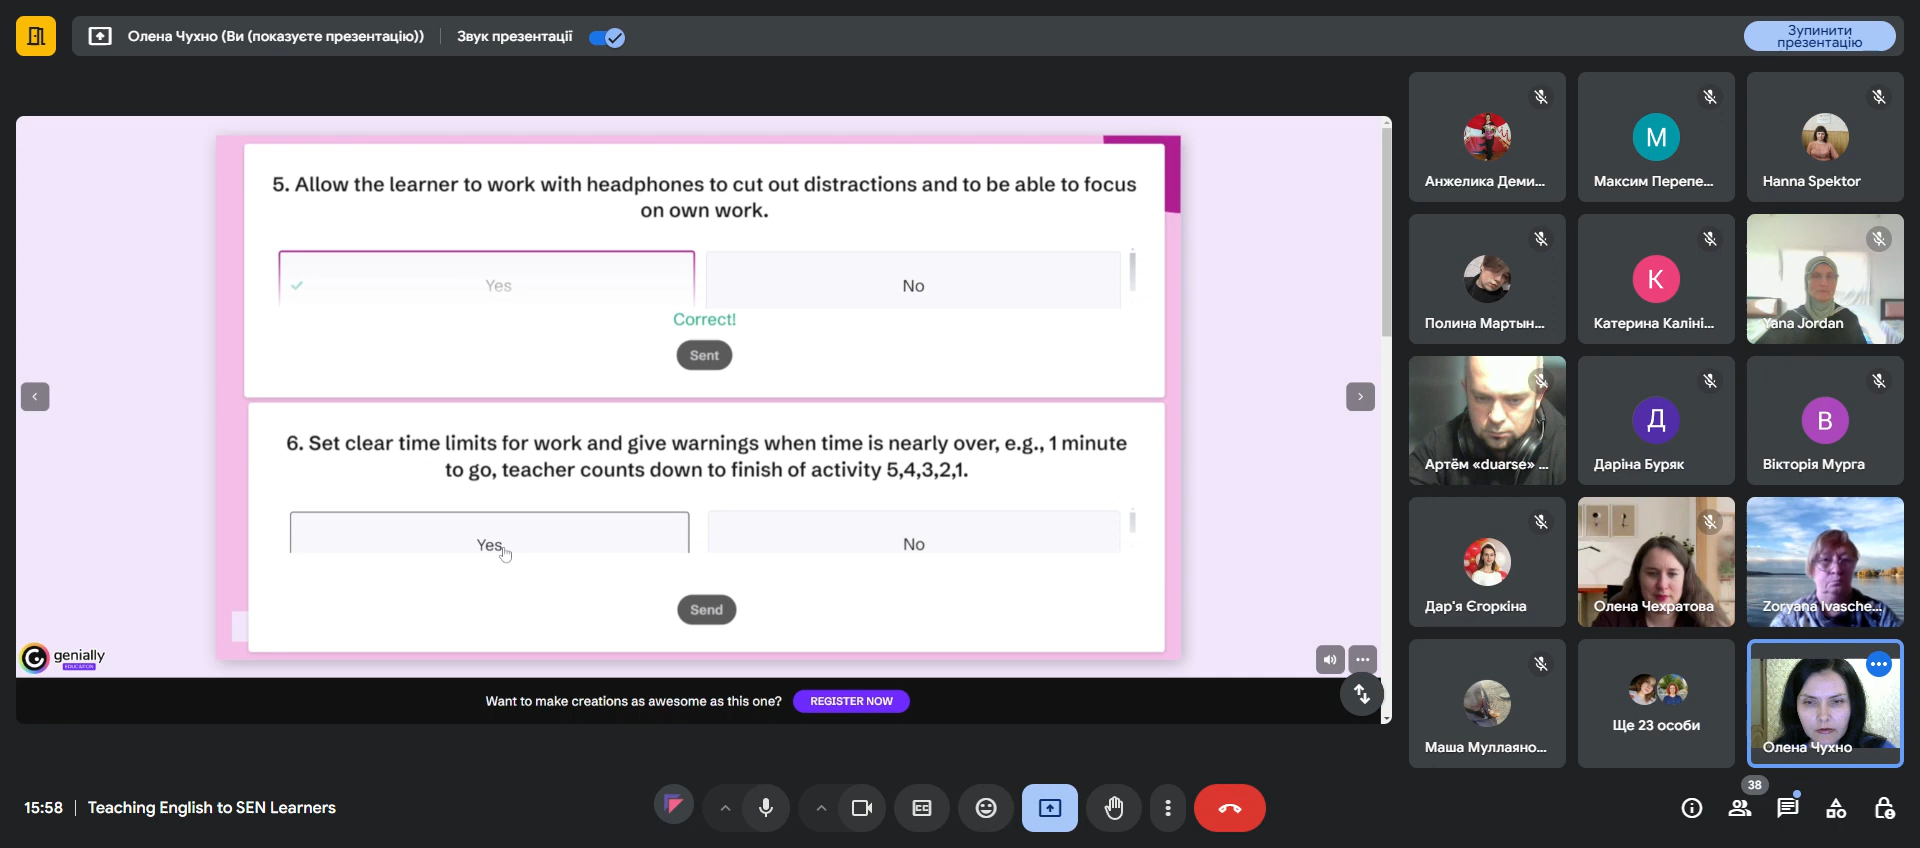 Олена Чухно (Ви (показуєте презентацію))
Звук презентації
Зупинити
презентацію
5. Allow the learner to work with headphones to cut out distractions and to be able to focus
on own work.
Yes
No
Correct!
Sent
6. Set clear time limits for work and give warnings when time is nearly over, e.g., 1 minute
to go, teacher counts down to finish of activity 5,4,3,2,1.
Yes
No
Send
genially
EDUCATION
Want to make creations as awesome as this one?
REGISTER NOW
Анжелика Деми...
М
Максим Перепе...
Hanna Spektor
Полина Мартын...
К
Катерина Каліні...
Yana Jordan
Артём «duarse» ...
Д
Даріна Буряк
В
Вікторія Мурга
Дар'я Єгоркіна
Олена Чехратова
Zoryana Ivasche...
Маша Муллаяно...
Ще 23 особи
Олена Чухно
15:58
Teaching English to SEN Learners
CC
38